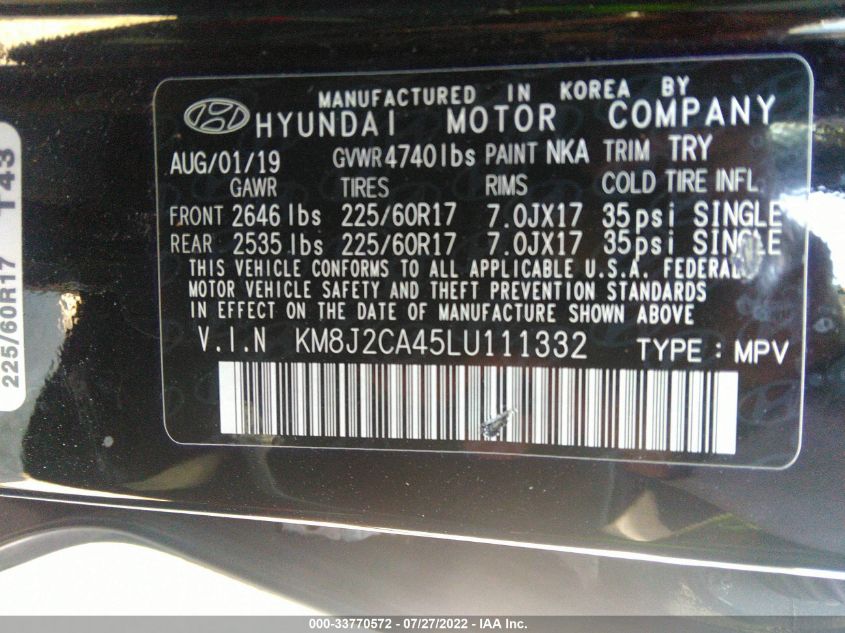 MANUFACTURED IN KOREA BY
HYUNDAI MOTOR COMPANY
AUG/01/19 GVWR4740lbs PAINT NKA TRIM TRY
GAWR TIRES RIMS COLD TIRE INFL.
FRONT 2646 lbs 225/60R17 7.0JX17 35psi SINGLE
REAR 2535 lbs 225/60R17 7.0JX17 35psi SINGLE
THIS VEHICLE CONFORMS TO ALL APPLICABLE U.S.A. FEDERAL
MOTOR VEHICLE SAFETY AND THEFT PREVENTION STANDARDS
IN EFFECT ON THE DATE OF MANUFACTURE SHOWN ABOVE
V.I.N KM8J2CA45LU111332 TYPE : MPV
225/60R17 T43
000-33770572 - 07/27/2022 - IAA Inc.